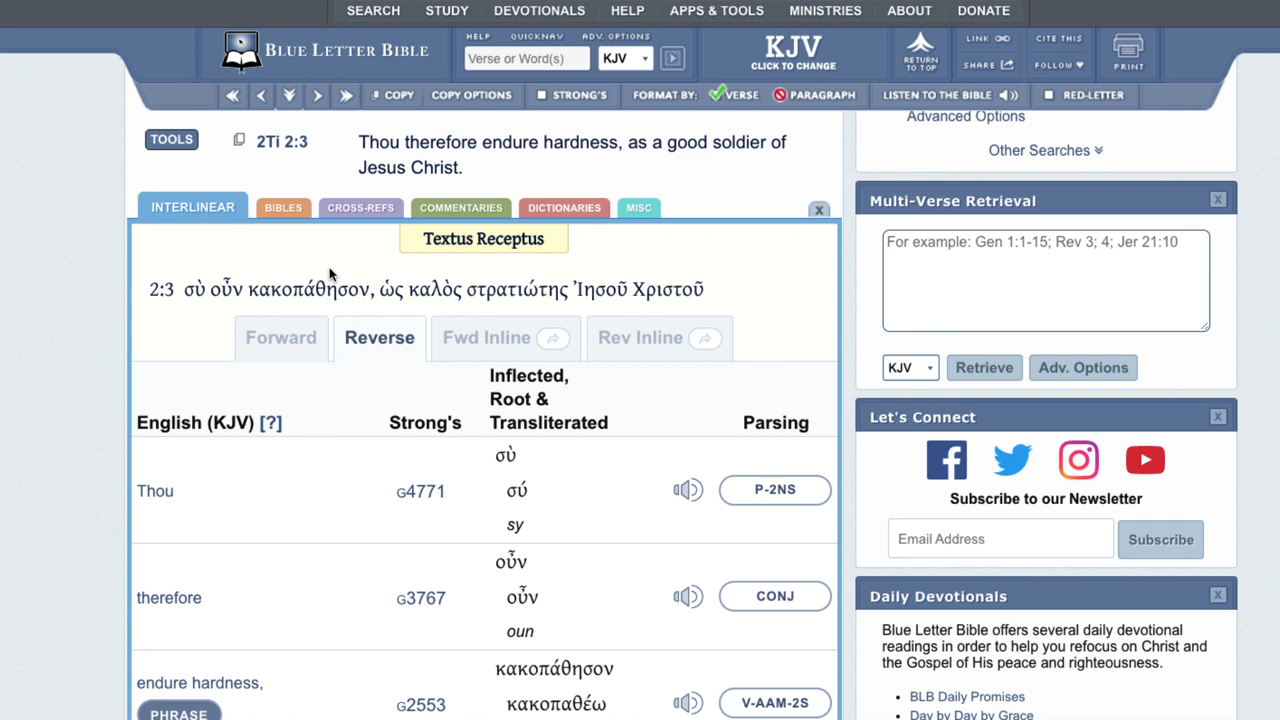 SEARCH STUDY DEVOTIONALS HELP APPS & TOOLS MINISTRIES ABOUT DONATE
BLUE LETTER BIBLE
HELP QUICKNAV ADV. OPTIONS
Verse or Word(s) KJV
KJV
CLICK TO CHANGE
RETURN
TO TOP
LINK CITE THIS
SHARE FOLLOW
PRINT
COPY COPY OPTIONS STRONG'S FORMAT BY: VERSE PARAGRAPH LISTEN TO THE BIBLE RED-LETTER
TOOLS 2Ti 2:3 Thou therefore endure hardness, as a good soldier of
Jesus Christ.
INTERLINEAR BIBLES CROSS-REFS COMMENTARIES DICTIONARIES MISC X
Textus Receptus
2:3 σὺ οὖν κακοπάθησον, ὡς καλὸς στρατιώτης Ἰησοῦ Χριστοῦ
Forward Reverse Fwd Inline Rev Inline
English (KJV) [?] Strong's Inflected,
Root &
Transliterated Parsing
Thou G4771 σὺ
σύ
sy P-2NS
therefore G3767 οὖν
οὖν
oun CONJ
endure hardness, G2553 κακοπάθησον
κακοπαθέω V-AAM-2S
PHRASE
Advanced Options
Other Searches
Multi-Verse Retrieval X
For example: Gen 1:1-15; Rev 3; 4; Jer 21:10
KJV Retrieve Adv. Options
Let's Connect X
Subscribe to our Newsletter
Email Address Subscribe
Daily Devotionals X
Blue Letter Bible offers several daily devotional
readings in order to help you refocus on Christ and
the Gospel of His peace and righteousness.
BLB Daily Promises
Day by Day by Grace